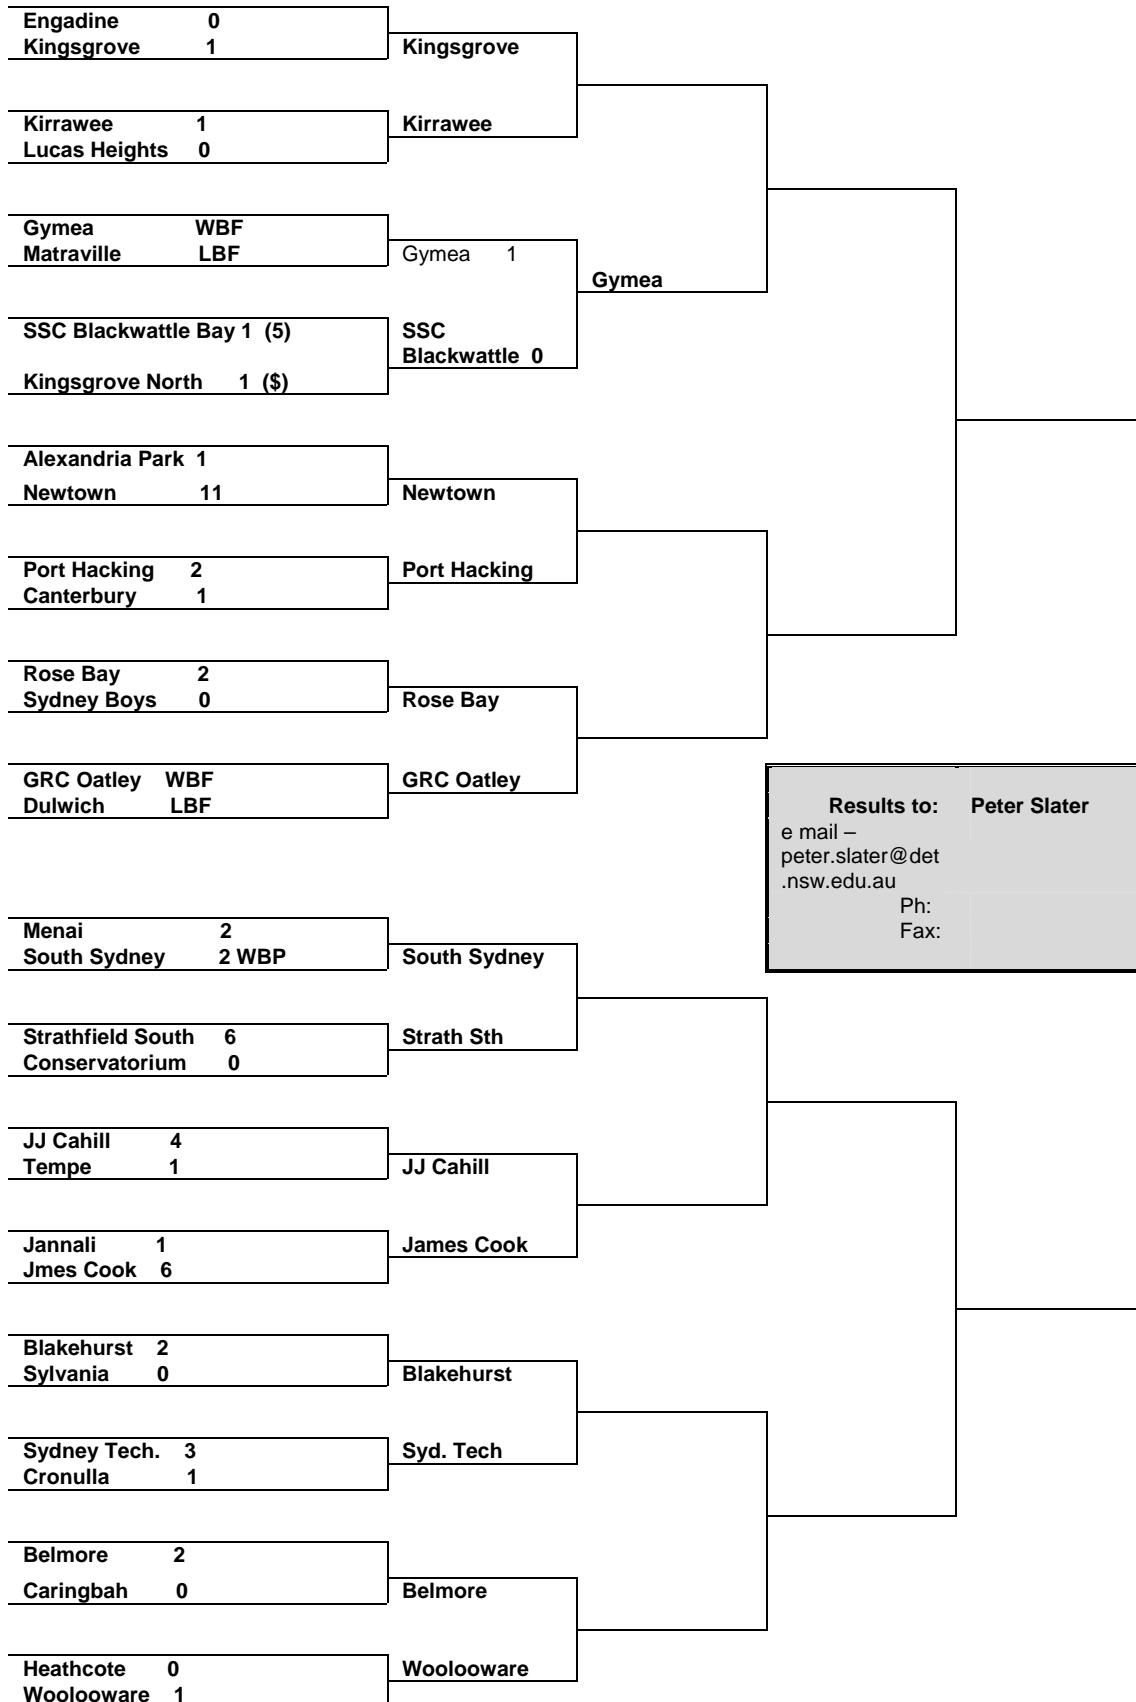 Engadine 0
Kingsgrove 1
Kingsgrove
Kirrawee 1
Lucas Heights 0
Kirrawee
Gymea WBF
Matraville LBF
Gymea 1
Gymea
SSC Blackwattle Bay 1 (5)
Kingsgrove North 1 ($)
SSC
Blackwattle 0
Alexandria Park 1
Newtown 11
Newtown
Port Hacking 2
Canterbury 1
Port Hacking
Rose Bay 2
Sydney Boys 0
Rose Bay
GRC Oatley WBF
Dulwich LBF
GRC Oatley
Results to: Peter Slater
e mail –
peter.slater@det
.nsw.edu.au
Ph:
Fax:
Menai 2
South Sydney 2 WBP
South Sydney
Strathfield South 6
Conservatorium 0
Strath Sth
JJ Cahill 4
Tempe 1
JJ Cahill
Jannali 1
Jmes Cook 6
James Cook
Blakehurst 2
Sylvania 0
Blakehurst
Sydney Tech. 3
Cronulla 1
Syd. Tech
Belmore 2
Caringbah 0
Belmore
Heathcote 0
Woolooware 1
Woolooware